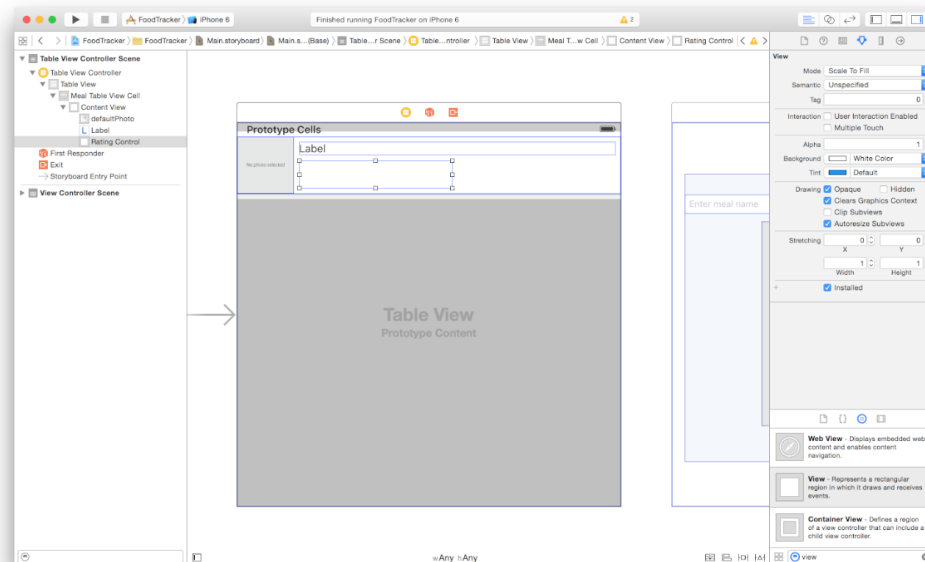 FoodTracker iPhone 6
Finished running FoodTracker on iPhone 6
2
FoodTracker FoodTracker Main.storyboard Main.s...(Base) Table...r Scene Table...ntroller Table View Meal T...w Cell Content View Rating Control
Table View Controller Scene
Table View Controller
Table View
Meal Table View Cell
Content View
defaultPhoto
L Label
Rating Control
First Responder
Exit
Storyboard Entry Point
View Controller Scene
Prototype Cells
No photo selected
Label
Table View
Prototype Content
Enter meal name
wAny hAny
View
Mode Scale To Fill
Semantic Unspecified
Tag 0
Interaction User Interaction Enabled
Multiple Touch
Alpha 1
Background White Color
Tint Default
Drawing Opaque Hidden
Clears Graphics Context
Clip Subviews
Autoresize Subviews
Stretching 0 0
X Y
1 1
Width Height
+ Installed
{}
Web View - Displays embedded web
content and enables content
navigation.
View - Represents a rectangular
region in which it draws and receives
events.
Container View - Defines a region
of a view controller that can include a
child view controller.
view